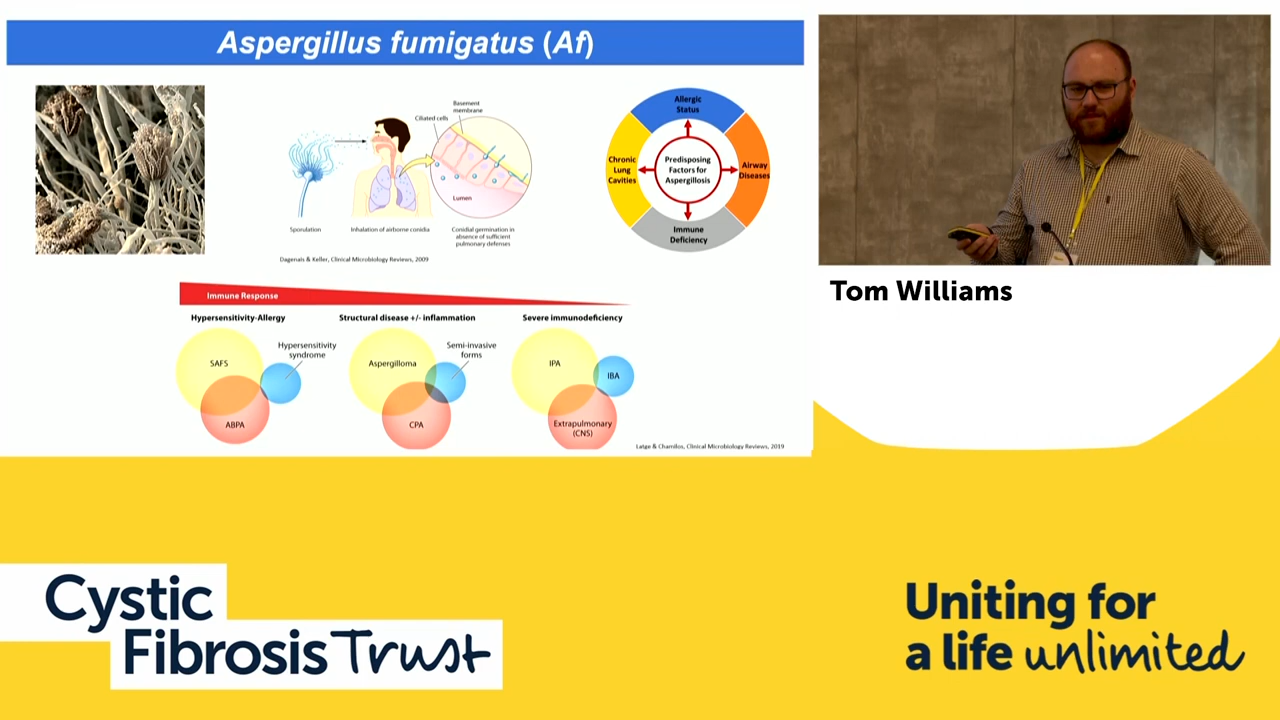 Aspergillus fumigatus (Af)
Basement
membrane
Ciliated cells
Lumen
Sporulation
Inhalation of airborne conidia
Conidial germination in
absence of sufficient
pulmonary defenses
Dagenais & Keller, Clinical Microbiology Reviews, 2009
Allergic
Status
Chronic
Lung
Cavities
Predisposing
Factors for
Aspergillosis
Airway
Diseases
Immune
Deficiency
Immune Response
Hypersensitivity-Allergy
Structural disease +/- inflammation
Severe immunodeficiency
SAFS
Hypersensitivity
syndrome
ABPA
Aspergilloma
Semi-invasive
forms
CPA
IPA
IBA
Extrapulmonary
(CNS)
Latge & Chamilos, Clinical Microbiology Reviews, 2019
Tom Williams
Cystic
Fibrosis Trust
Uniting for
a life unlimited